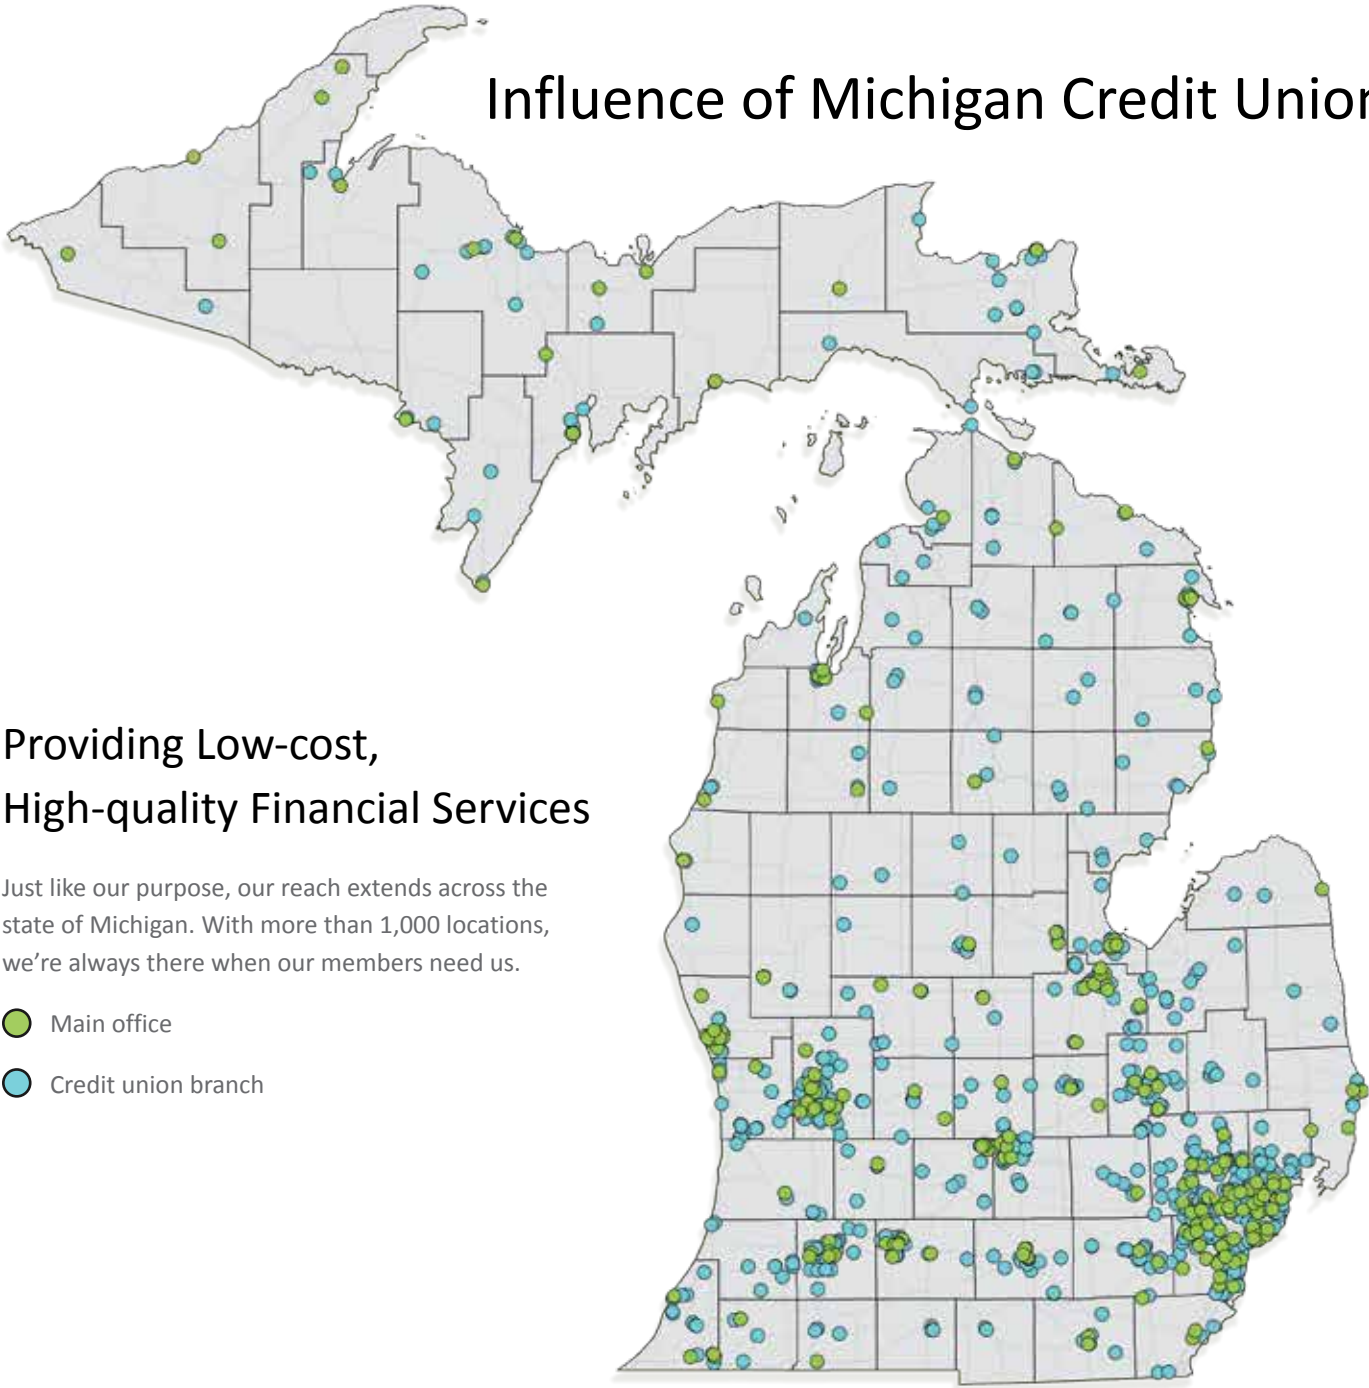 Influence of Michigan Credit Union
Providing Low-cost,
High-quality Financial Services
Just like our purpose, our reach extends across the
state of Michigan. With more than 1,000 locations,
we’re always there when our members need us.
Main office
Credit union branch